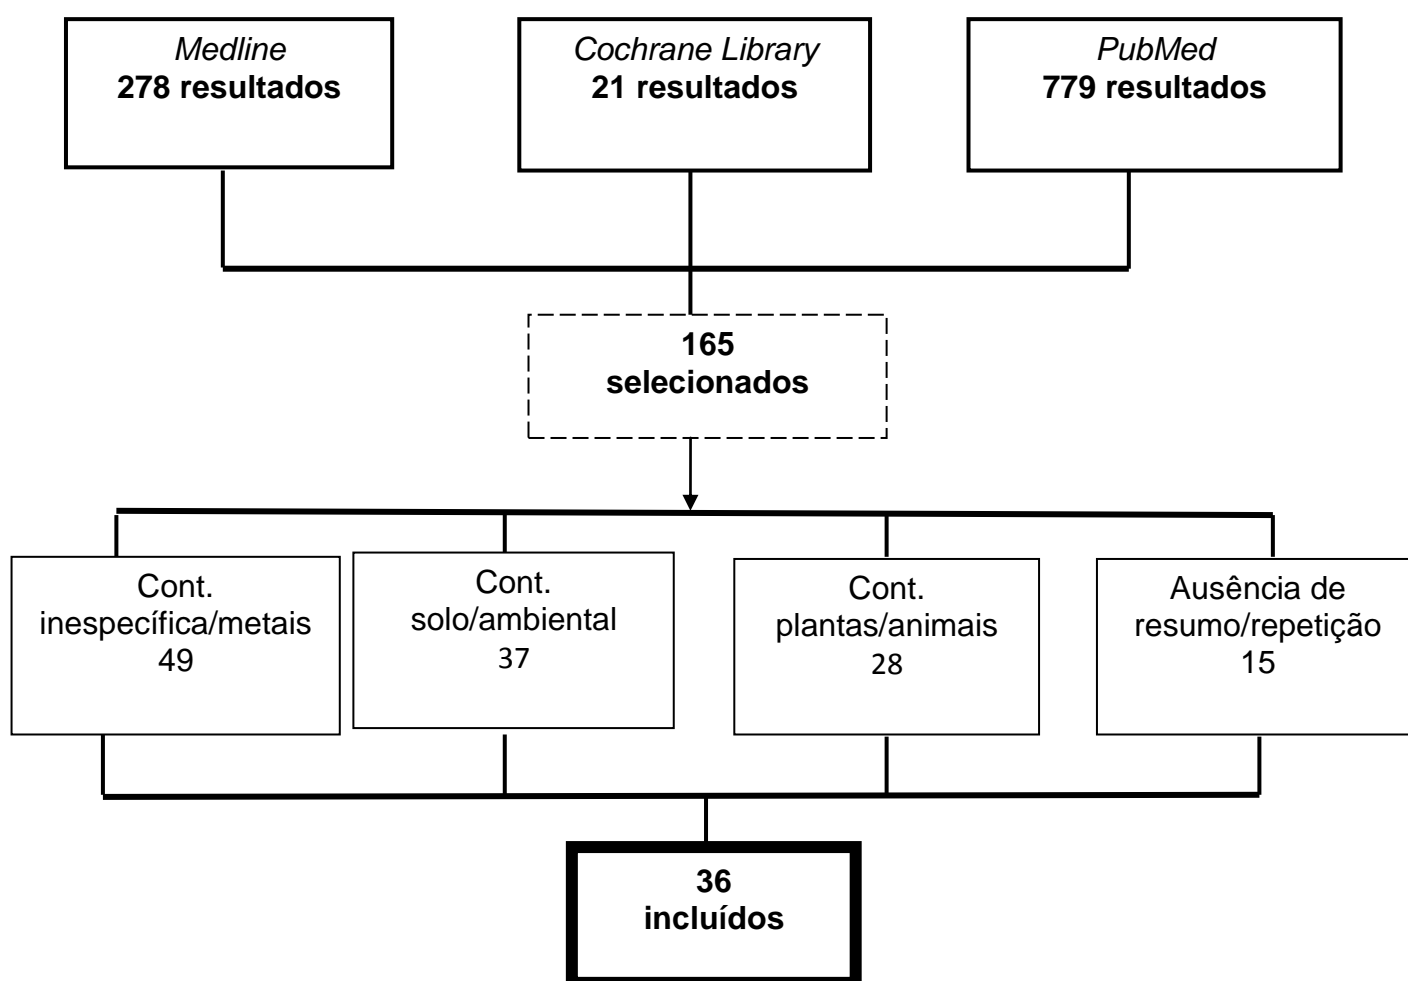 Medline
278 resultados
Cochrane Library
21 resultados
PubMed
779 resultados
165
selecionados
Cont.
inespecífica/metais
49
Cont.
solo/ambiental
37
Cont.
plantas/animais
28
Ausência de
resumo/repetição
15
36
incluídos